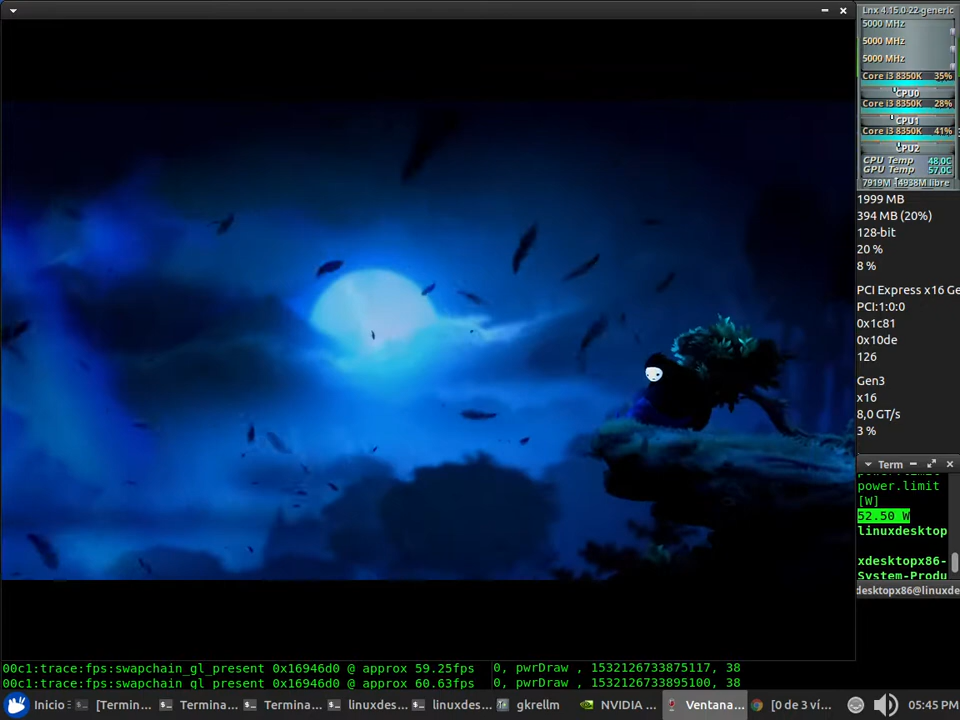 Lnx 4.15.0-22-generic
5000 MHz
5000 MHz
5000 MHz
Core i3 8350K 35%
CPU0
Core i3 8350K 28%
CPU1
Core i3 8350K 41%
CPU2
CPU Temp 48,0C
GPU Temp 57,0C
7919M 14938M libre
1999 MB
394 MB (20%)
128-bit
20 %
8 %
PCI Express x16 Ge
PCI:1:0:0
0x1c81
0x10de
126
Gen3
x16
8,0 GT/s
3 %
Term
power.limit
[W]
52.50 W
linuxdesktop
xdesktopx86-
System-Produ
desktopx86@linuxde
00c1:trace:fps:swapchain_gl_present 0x16946d0 @ approx 59.25fps
00c1:trace:fps:swapchain_gl_present 0x16946d0 @ approx 60.63fps
0, pwrDraw , 1532126733875117, 38
0, pwrDraw , 1532126733895100, 38
Inicio [Termin... Termina... Termina... linuxdes... linuxdes... gkrellm NVIDIA ... Ventana... [0 de 3 ví... 05:45 PM